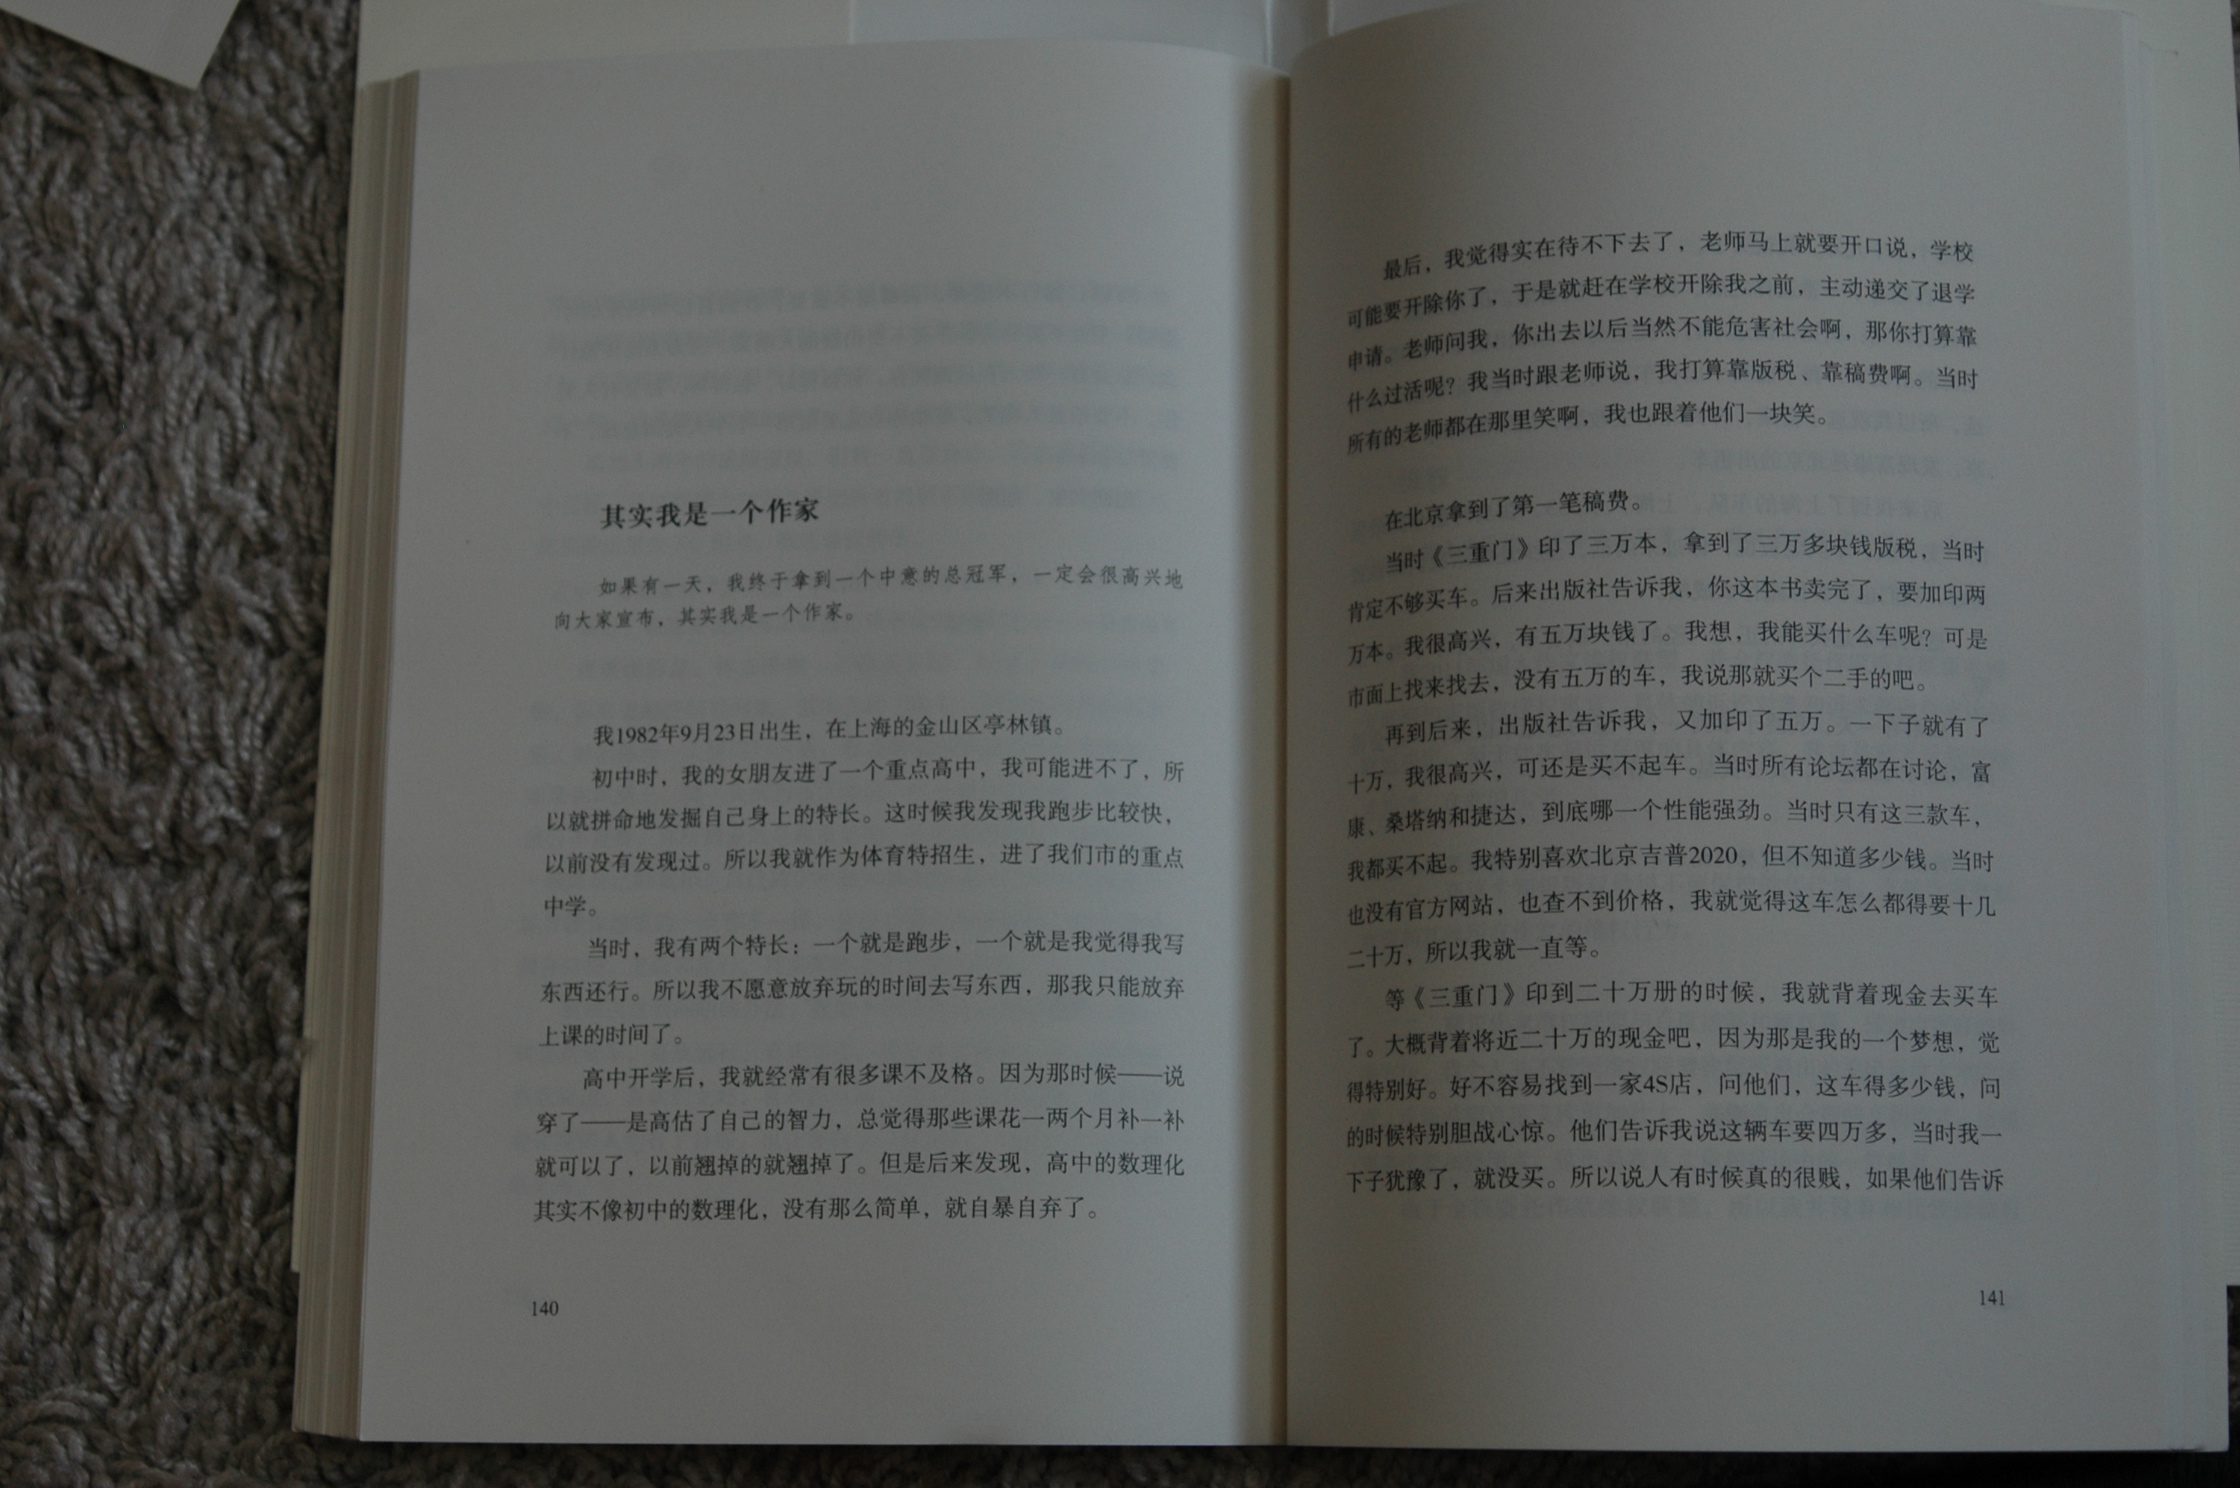 其实我是一个作家
如果有一天，我终于拿到一个中意的总冠军，一定会很高兴地
向大家宣布，其实我是一个作家。
我1982年9月23日出生，在上海的金山区亭林镇。
初中时，我的女朋友进了一个重点高中，我可能进不了，所
以就拼命地发掘自己身上的特长。这时候我发现我跑步比较快，
以前没有发现过。所以我就作为体育特招生，进了我们市的重点
中学。
当时，我有两个特长：一个就是跑步，一个就是我觉得我写
东西还行。所以我不愿意放弃玩的时间去写东西，那我只能放弃
上课的时间了。
高中开学后，我就经常有很多课不及格。因为那时候——说
穿了——是高估了自己的智力，总觉得那些课花一两个月补一补
就可以了，以前翘掉的就翘掉了。但是后来发现，高中的数理化
其实不像初中的数理化，没有那么简单，就自暴自弃了。
140
最后，我觉得实在待不下去了，老师马上就要开口说，学校
可能要开除你了，于是就赶在学校开除我之前，主动递交了退学
申请。老师问我，你出去以后当然不能危害社会啊，那你打算靠
什么过活呢？我当时跟老师说，我打算靠版税、靠稿费啊。当时
所有的老师都在那里笑啊，我也跟着他们一块笑。
在北京拿到了第一笔稿费。
当时《三重门》印了三万本，拿到了三万多块钱版税，当时
肯定不够买车。后来出版社告诉我，你这本书卖完了，要加印两
万本。我很高兴，有五万块钱了。我想，我能买什么车呢？可是
市面上找来找去，没有五万的车，我说那就买个二手的吧。
再到后来，出版社告诉我，又加印了五万。一下子就有了
十万，我很高兴，可还是买不起车。当时所有论坛都在讨论，富
康、桑塔纳和捷达，到底哪一个性能强劲。当时只有这三款车，
我都买不起。我特别喜欢北京吉普2020，但不知道多少钱。当时
也没有官方网站，也查不到价格，我就觉得这车怎么都得要十几
二十万，所以我就一直等。
等《三重门》印到二十万册的时候，我就背着现金去买车
了。大概背着将近二十万的现金吧，因为那是我的一个梦想，觉
得特别好。好不容易找到一家4S店，问他们，这车得多少钱，问
的时候特别胆战心惊。他们告诉我说这辆车要四万多，当时我一
下子犹豫了，就没买。所以说人有时候真的很贱，如果他们告诉
141